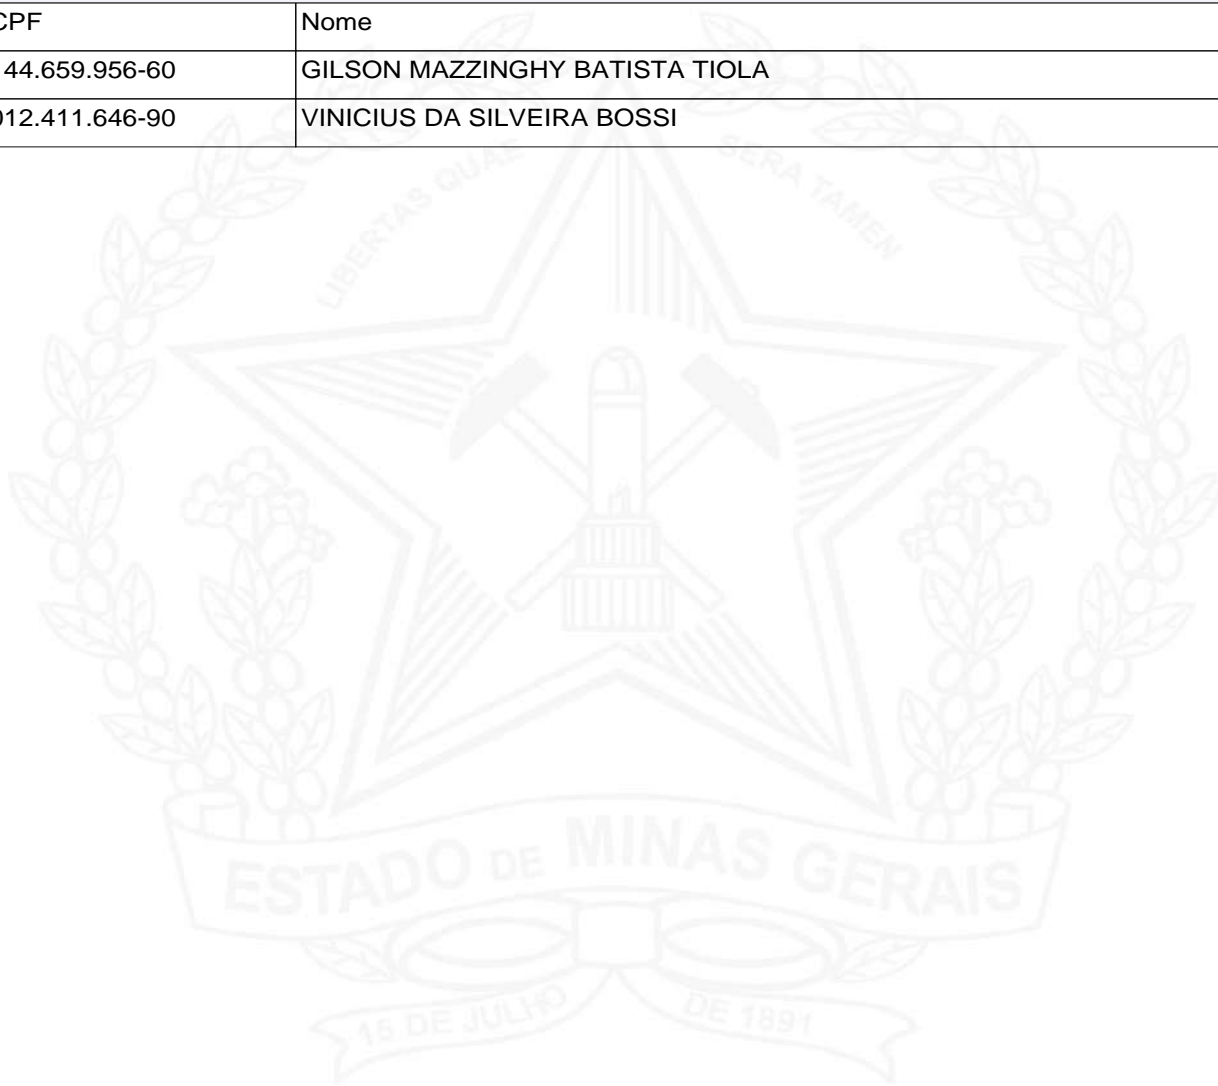 CPF Nome
44.659.956-60 GILSON MAZZINGHY BATISTA TIOLA
012.411.646-90 VINICIUS DA SILVEIRA BOSSI
LIBERTAS QUAE SERA TAMEN
ESTADO DE MINAS GERAIS
15 DE JULHO DE 1891